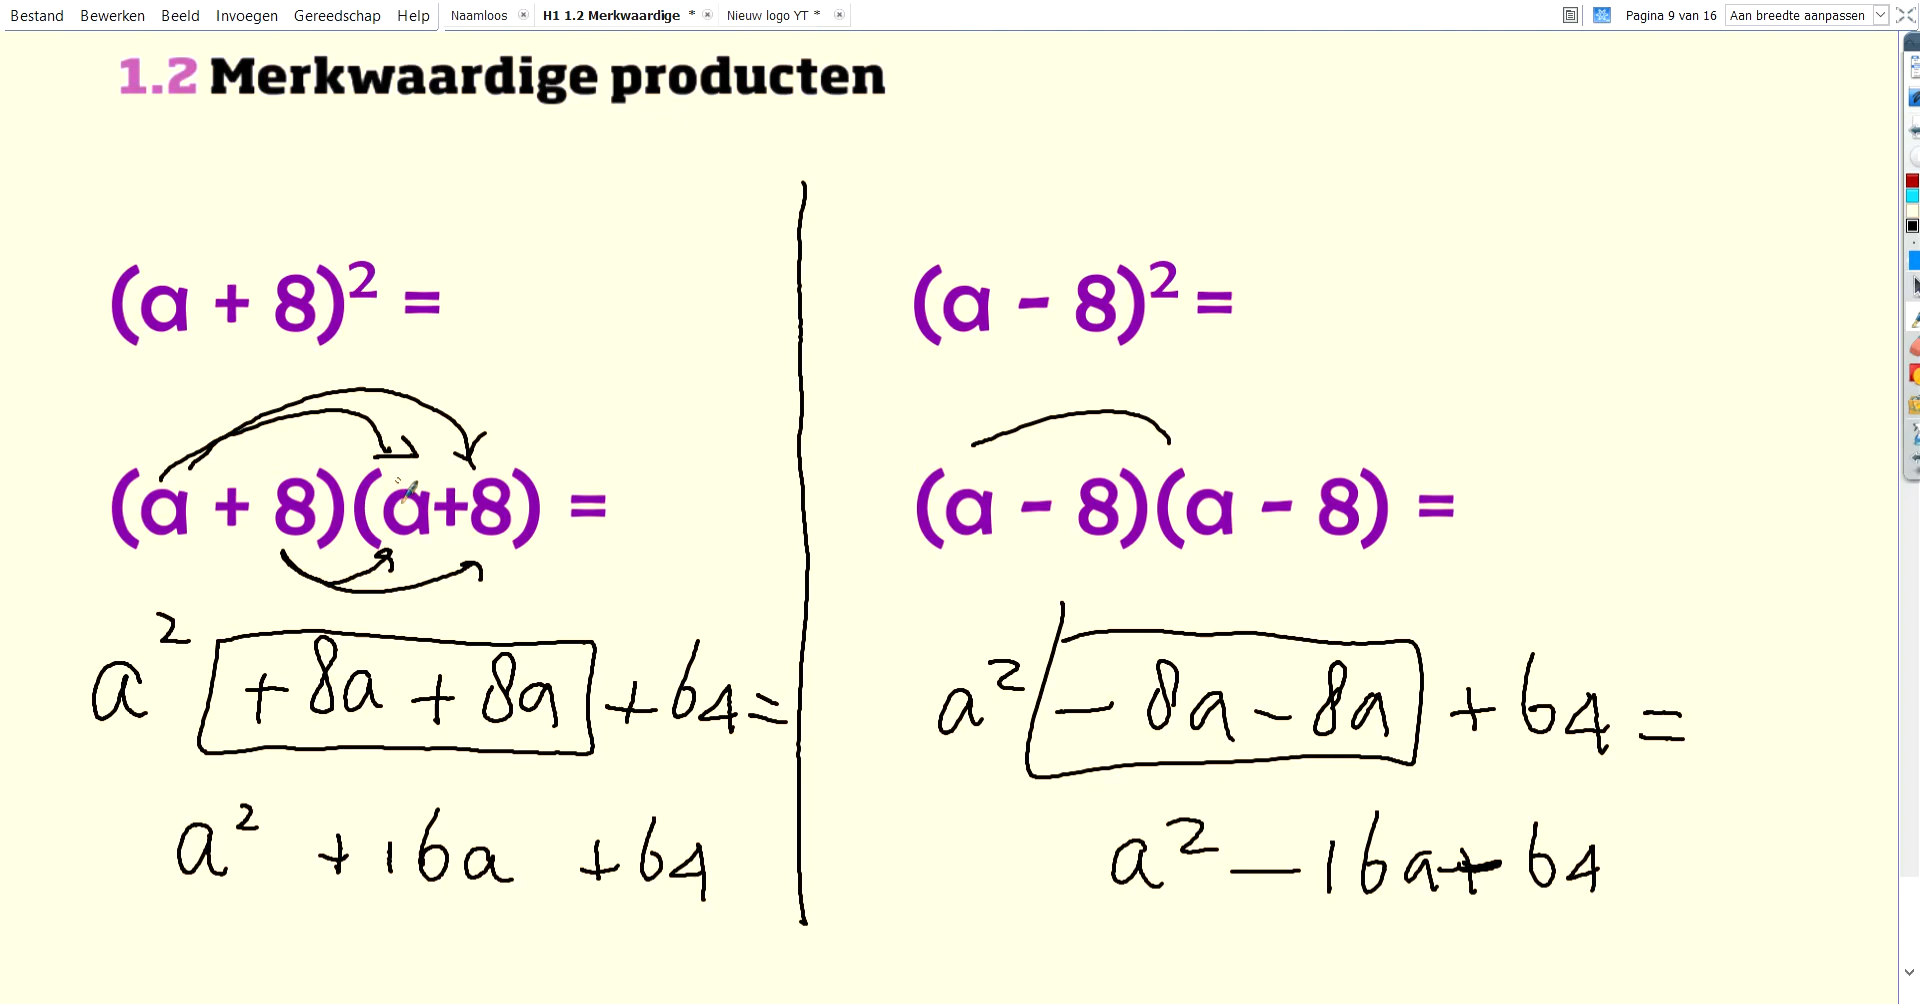 Bestand Bewerken Beeld Invoegen Gereedschap Help Naamloos H1 1.2 Merkwaardige * Nieuw logo YT * Pagina 9 van 16 Aan breedte aanpassen
1.2 Merkwaardige producten
(a + 8)² =
(a + 8)(a+8) =
a² +8a + 8a +64=
a² +16a +64
(a - 8)² =
(a - 8)(a - 8) =
a² - 8a - 8a + 64 =
a² - 16a + 64